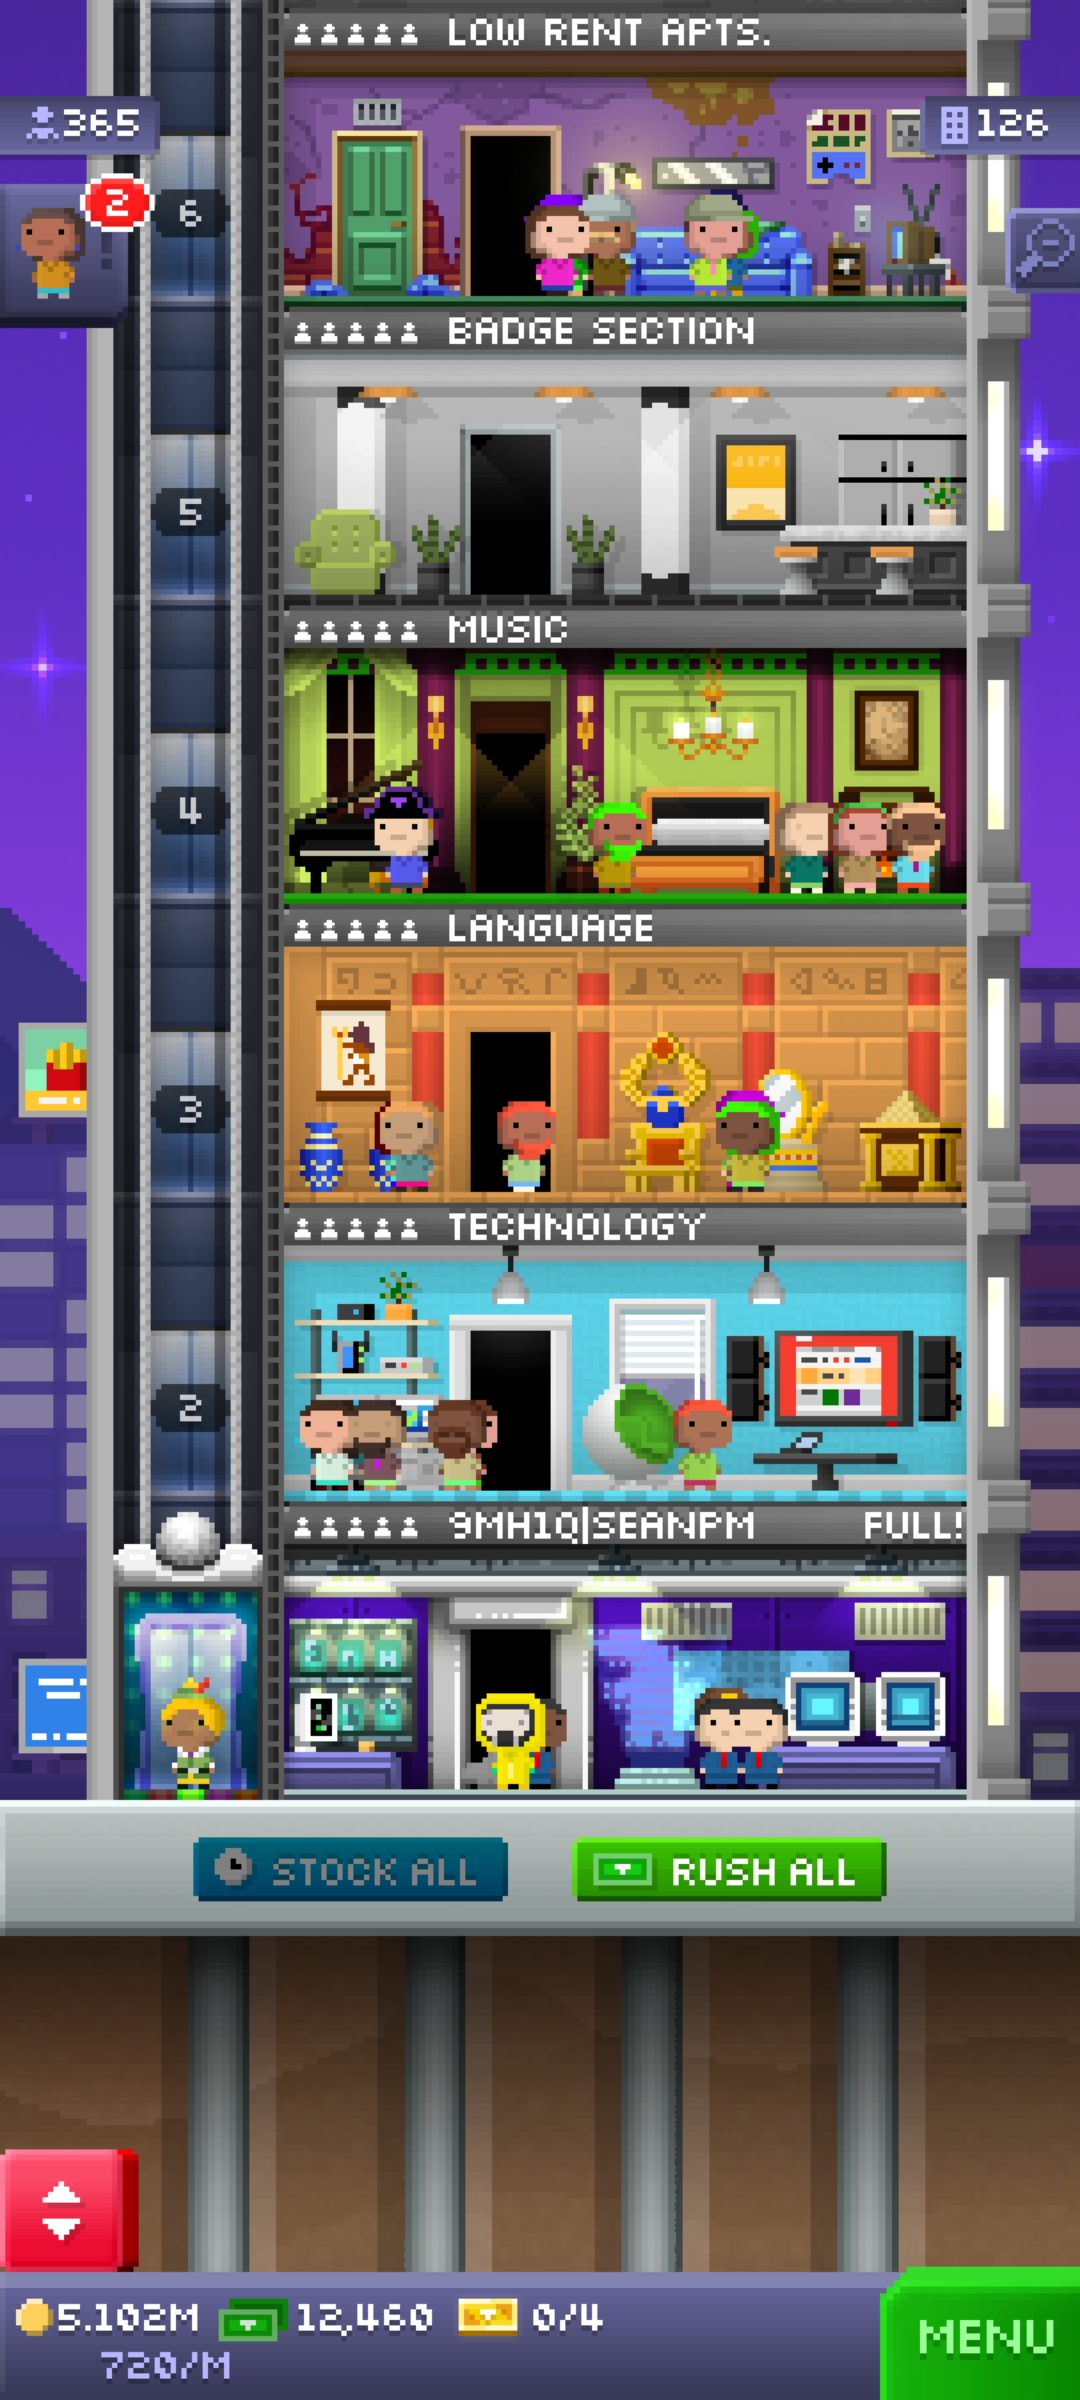 LOW RENT APTS.
365
126
2
6
BADGE SECTION
5
MUSIC
4
LANGUAGE
3
TECHNOLOGY
2
9MH1Q|SEANPM FULL!
STOCK ALL
RUSH ALL
5.102M 12,460 0/4
720/M
MENU